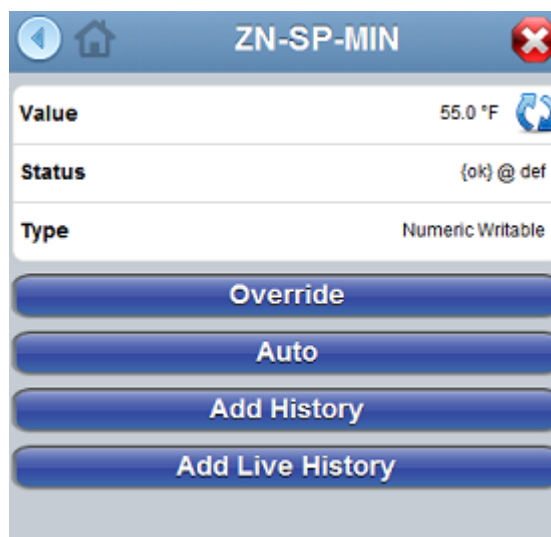 ZN-SP-MIN
Value 55.0 °F
Status {ok} @ def
Type Numeric Writable
Override
Auto
Add History
Add Live History